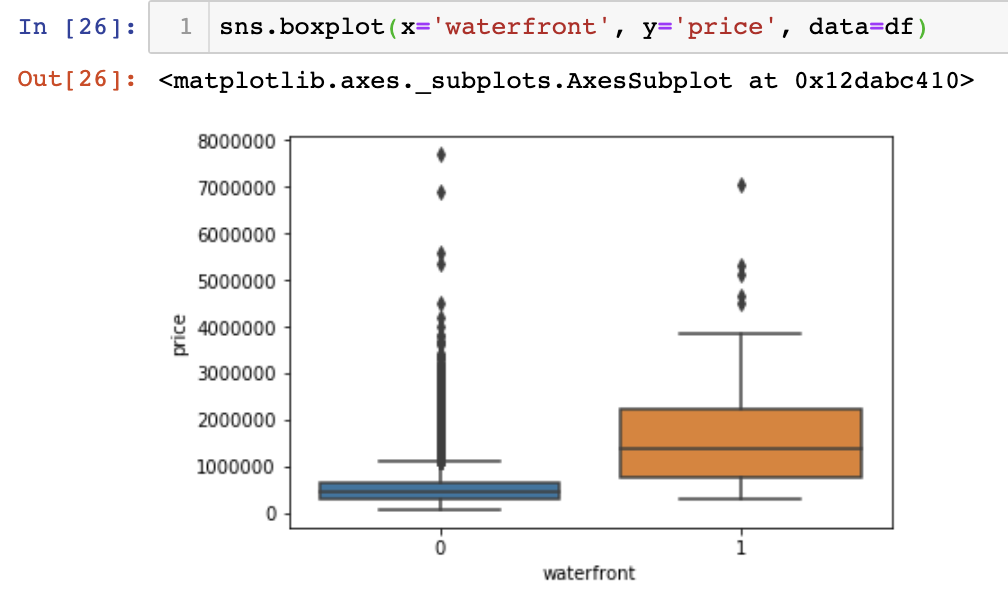 In [26]: 1 sns.boxplot(x='waterfront', y='price', data=df)
Out[26]: <matplotlib.axes._subplots.AxesSubplot at 0x12dabc410>
8000000
7000000
6000000
5000000
4000000
price
3000000
2000000
1000000
0
0 1
waterfront